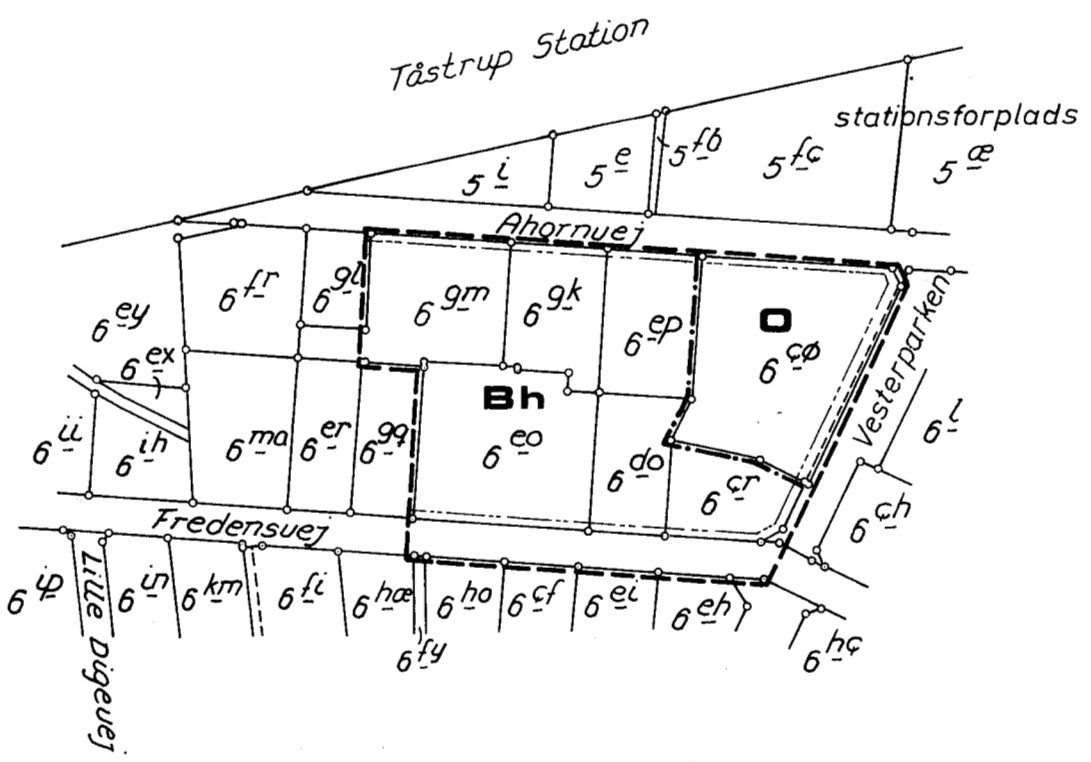 Tåstrup Station
stationsforplads
5 i
5 e
5 fb
5 fç
5 æ
Ahornvej
6 ey
6 ex
6 fr
6 gl
6 gm
6 gk
6 ep
O
6 çø
Vesterparken
6 l
6 ii
6 ih
6 ma
6 er
6 gq
Bh
6 eo
6 do
6 çr
6 çh
Fredensvej
6 ip
Lille Digevej
6 in
6 km
6 fi
6 hæ
6 fy
6 ho
6 çf
6 ei
6 eh
6 hç